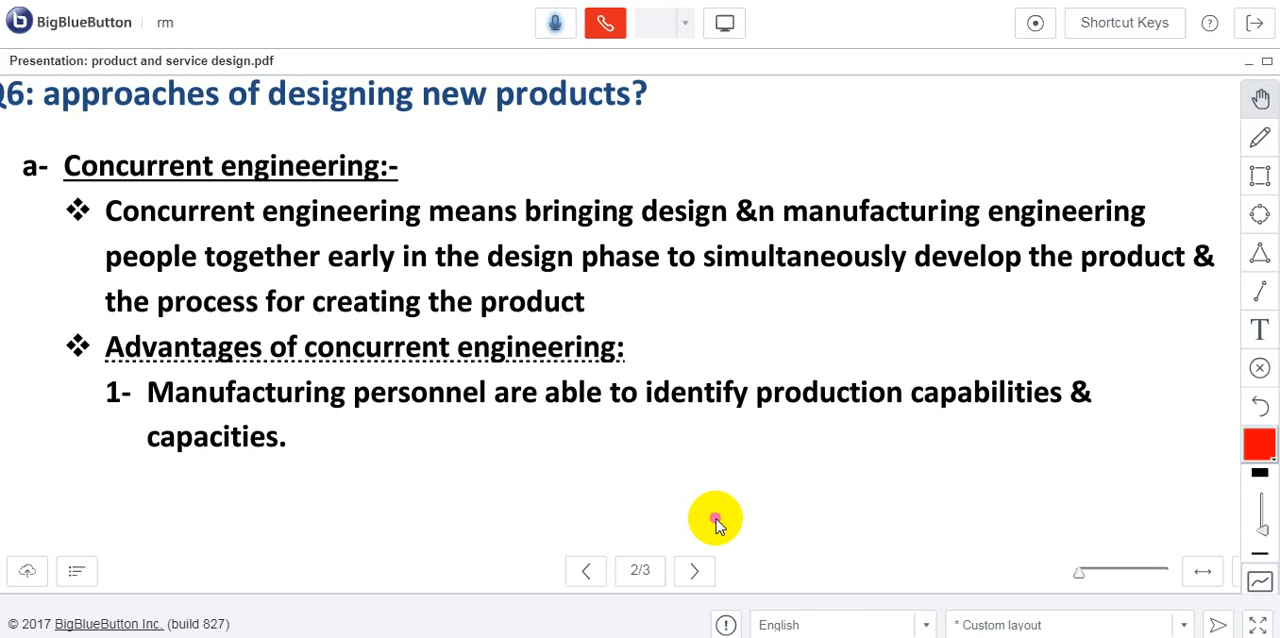 BigBlueButton rm
Shortcut Keys
Presentation: product and service design.pdf
Q6: approaches of designing new products?
a- Concurrent engineering:-
❖ Concurrent engineering means bringing design &n manufacturing engineering
people together early in the design phase to simultaneously develop the product &
the process for creating the product
❖ Advantages of concurrent engineering:
1- Manufacturing personnel are able to identify production capabilities &
capacities.
2/3
© 2017 BigBlueButton Inc. (build 827)
English
* Custom layout